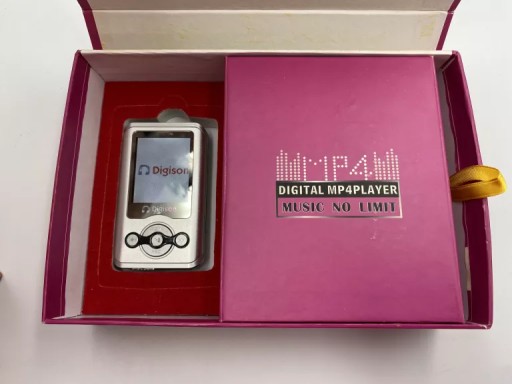 Digison
Digison
MP4
DIGITAL MP4PLAYER
MUSIC NO LIMIT